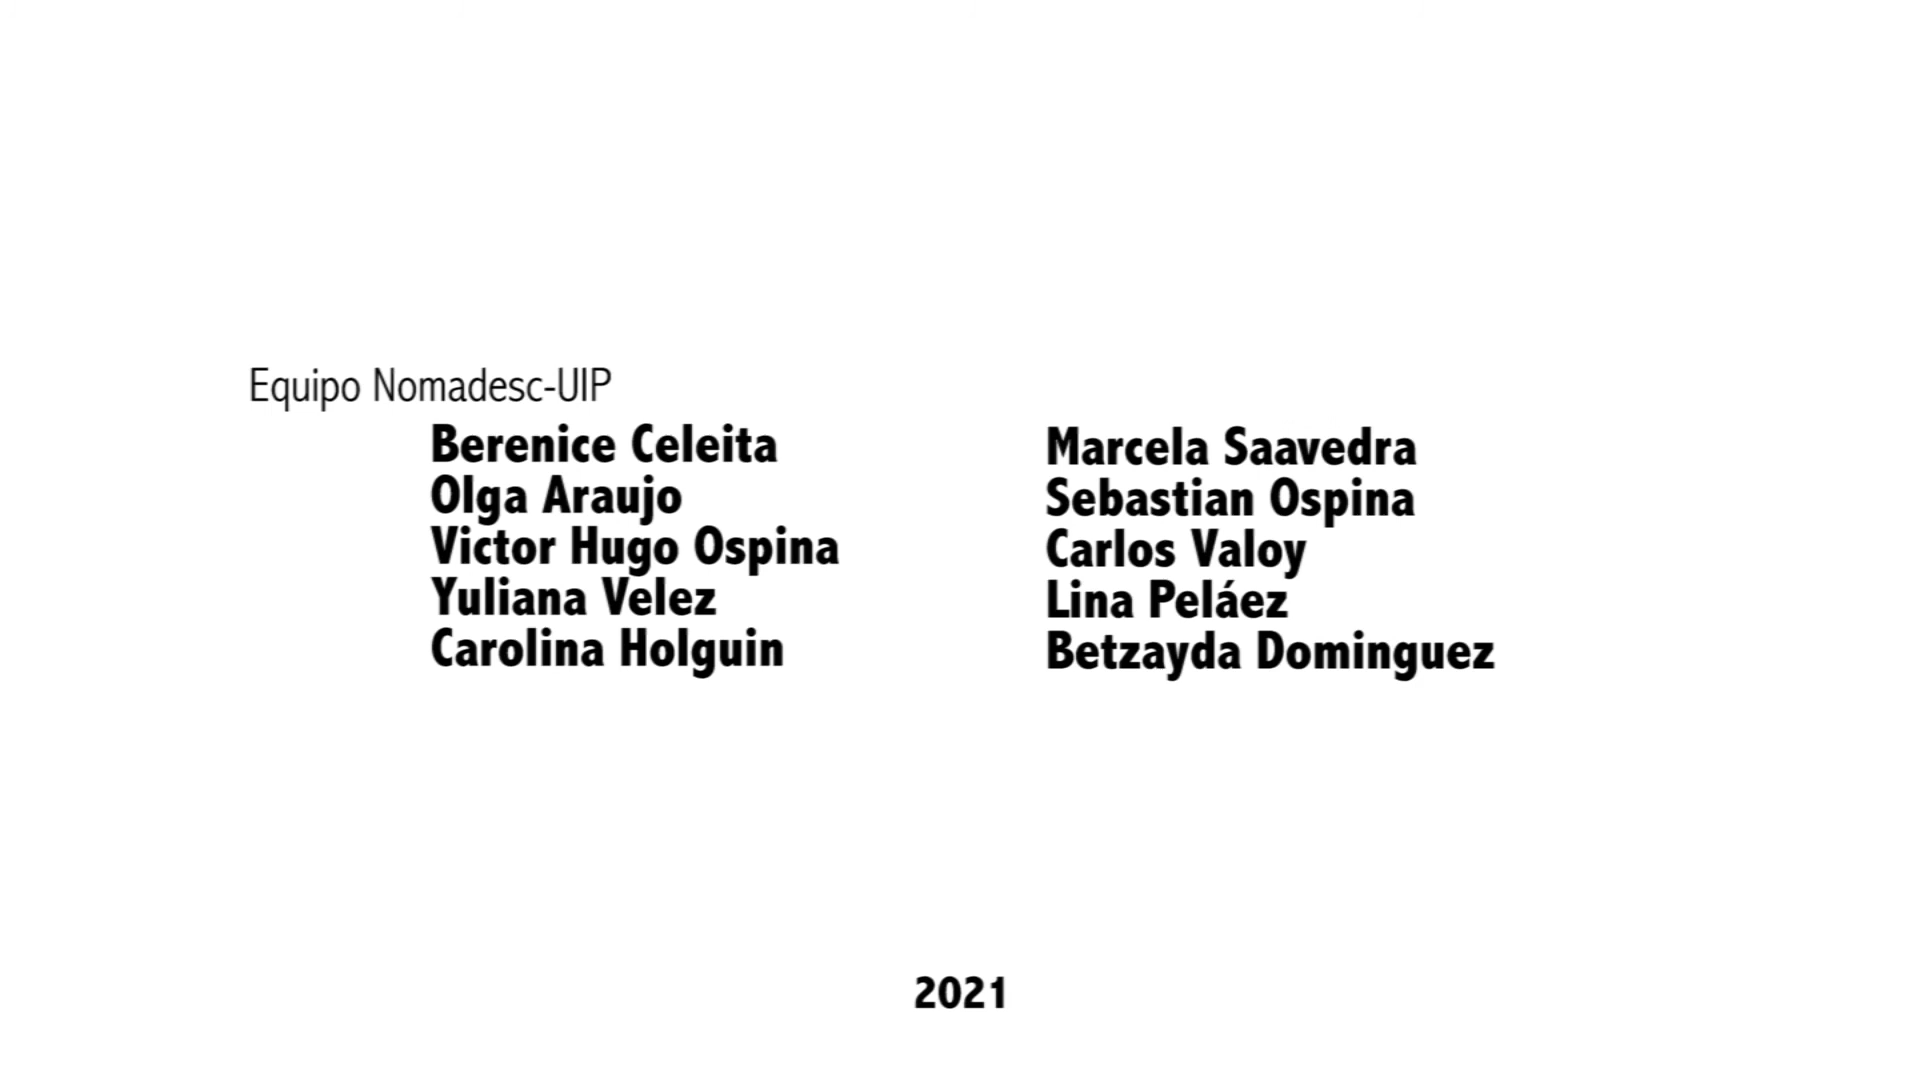 Equipo Nomadesc-UIP
Berenice Celeita
Olga Araujo
Victor Hugo Ospina
Yuliana Velez
Carolina Holguin
Marcela Saavedra
Sebastian Ospina
Carlos Valoy
Lina Peláez
Betzayda Dominguez
2021